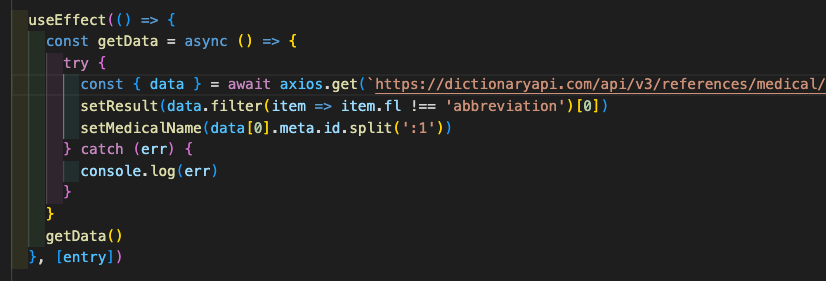 useEffect(() => {
const getData = async () => {
try {
const { data } = await axios.get(`https://dictionaryapi.com/api/v3/references/medical/
setResult(data.filter(item => item.fl !== 'abbreviation')[0])
setMedicalName(data[0].meta.id.split(':1'))
} catch (err) {
console.log(err)
}
}
getData()
}, [entry])